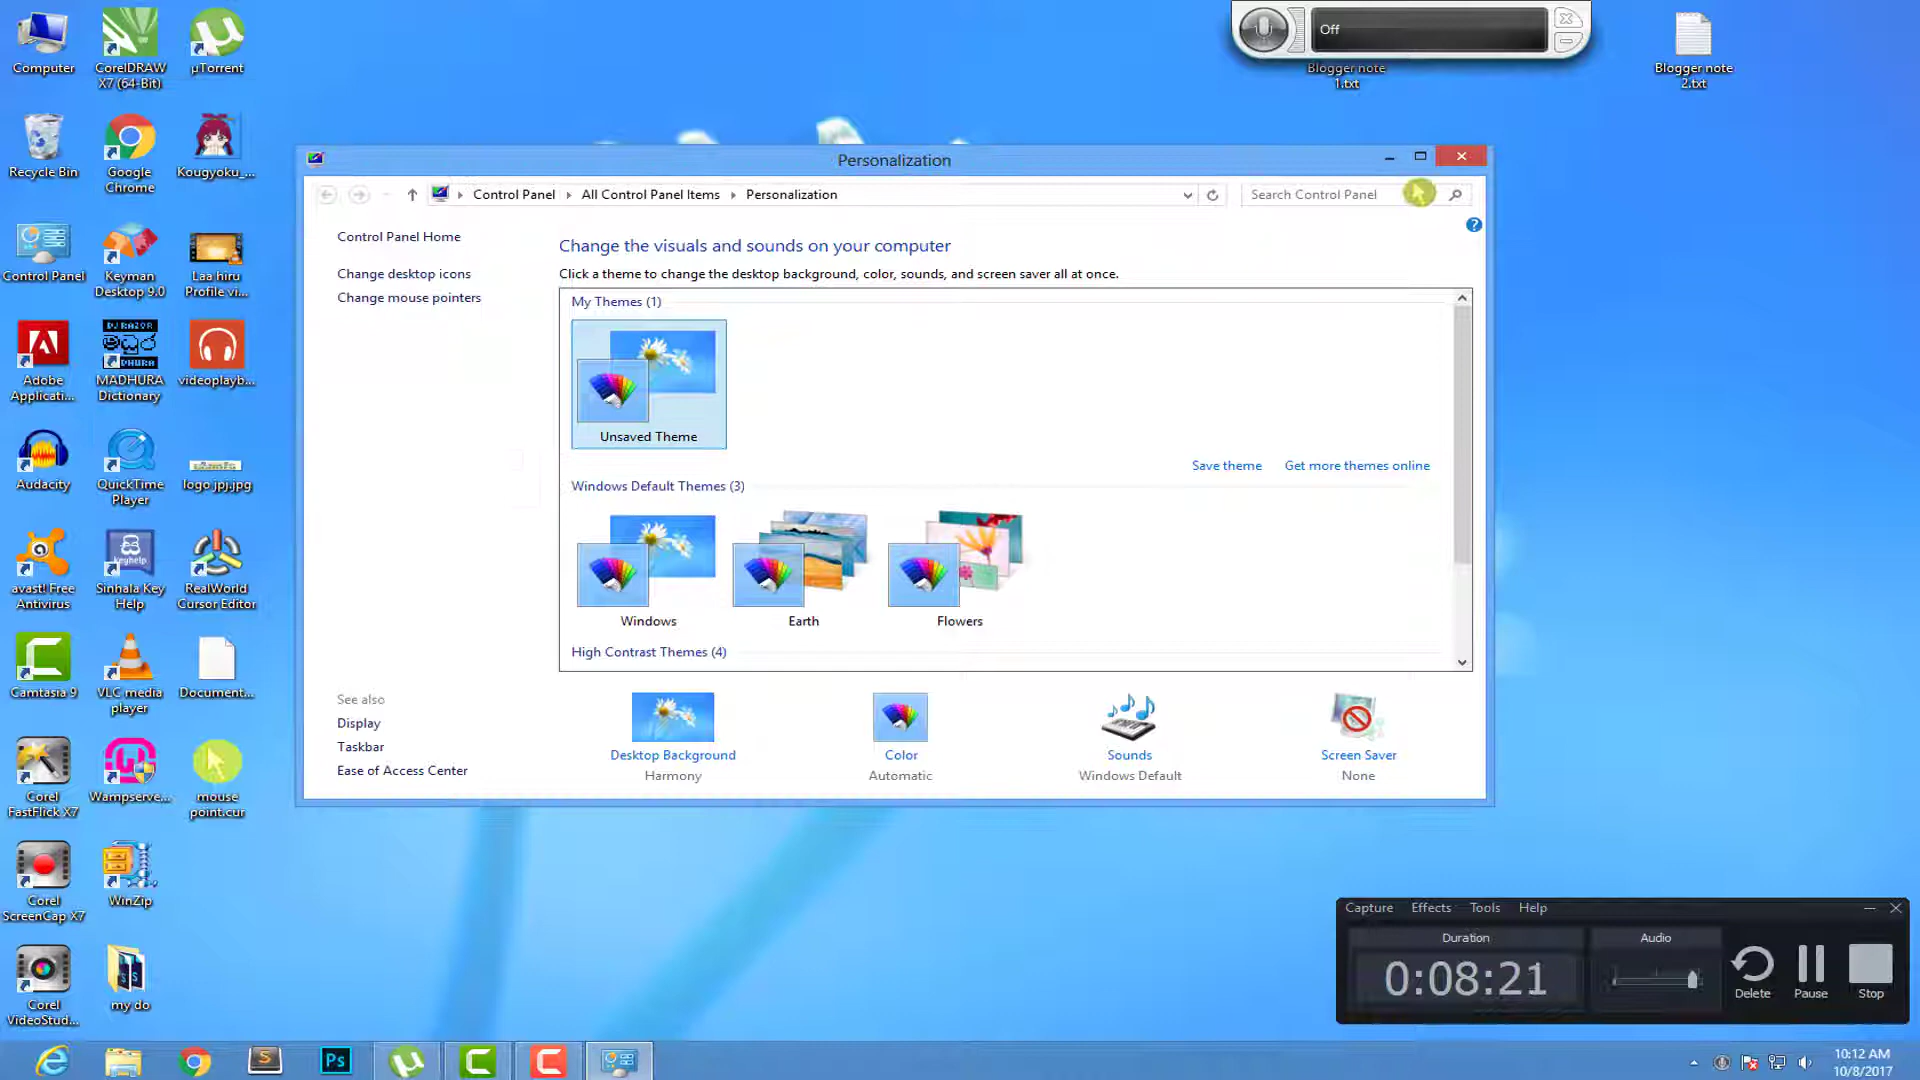 Computer
CorelDRAW
X7 (64-Bit)
µTorrent
Off
Blogger note
1.txt
Blogger note
2.txt
Recycle Bin
Google
Chrome
Kougyoku_...
Control Panel
Keyman
Desktop 9.0
Laa hiru
Profile vi...
Adobe
Applicati...
DJ RAZOR
MADHURA
Dictionary
videoplayb...
Audacity
QuickTime
Player
logo jpj.jpg
avast! Free
Antivirus
keyhelp
Sinhala Key
Help
RealWorld
Cursor Editor
Camtasia 9
VLC media
player
Document...
Corel
FastFlick X7
Wampserve...
mouse
point.cur
Corel
ScreenCap X7
WinZip
Corel
VideoStud...
my do
Personalization
Control Panel
All Control Panel Items
Personalization
Search Control Panel
Control Panel Home
Change desktop icons
Change mouse pointers
Change the visuals and sounds on your computer
Click a theme to change the desktop background, color, sounds, and screen saver all at once.
My Themes (1)
Unsaved Theme
Save theme
Get more themes online
Windows Default Themes (3)
Windows
Earth
Flowers
High Contrast Themes (4)
See also
Display
Taskbar
Ease of Access Center
Desktop Background
Harmony
Color
Automatic
Sounds
Windows Default
Screen Saver
None
Capture Effects Tools Help
Duration
Audio
0:08:21
Delete
Pause
Stop
Ps
10:12 AM
10/8/2017